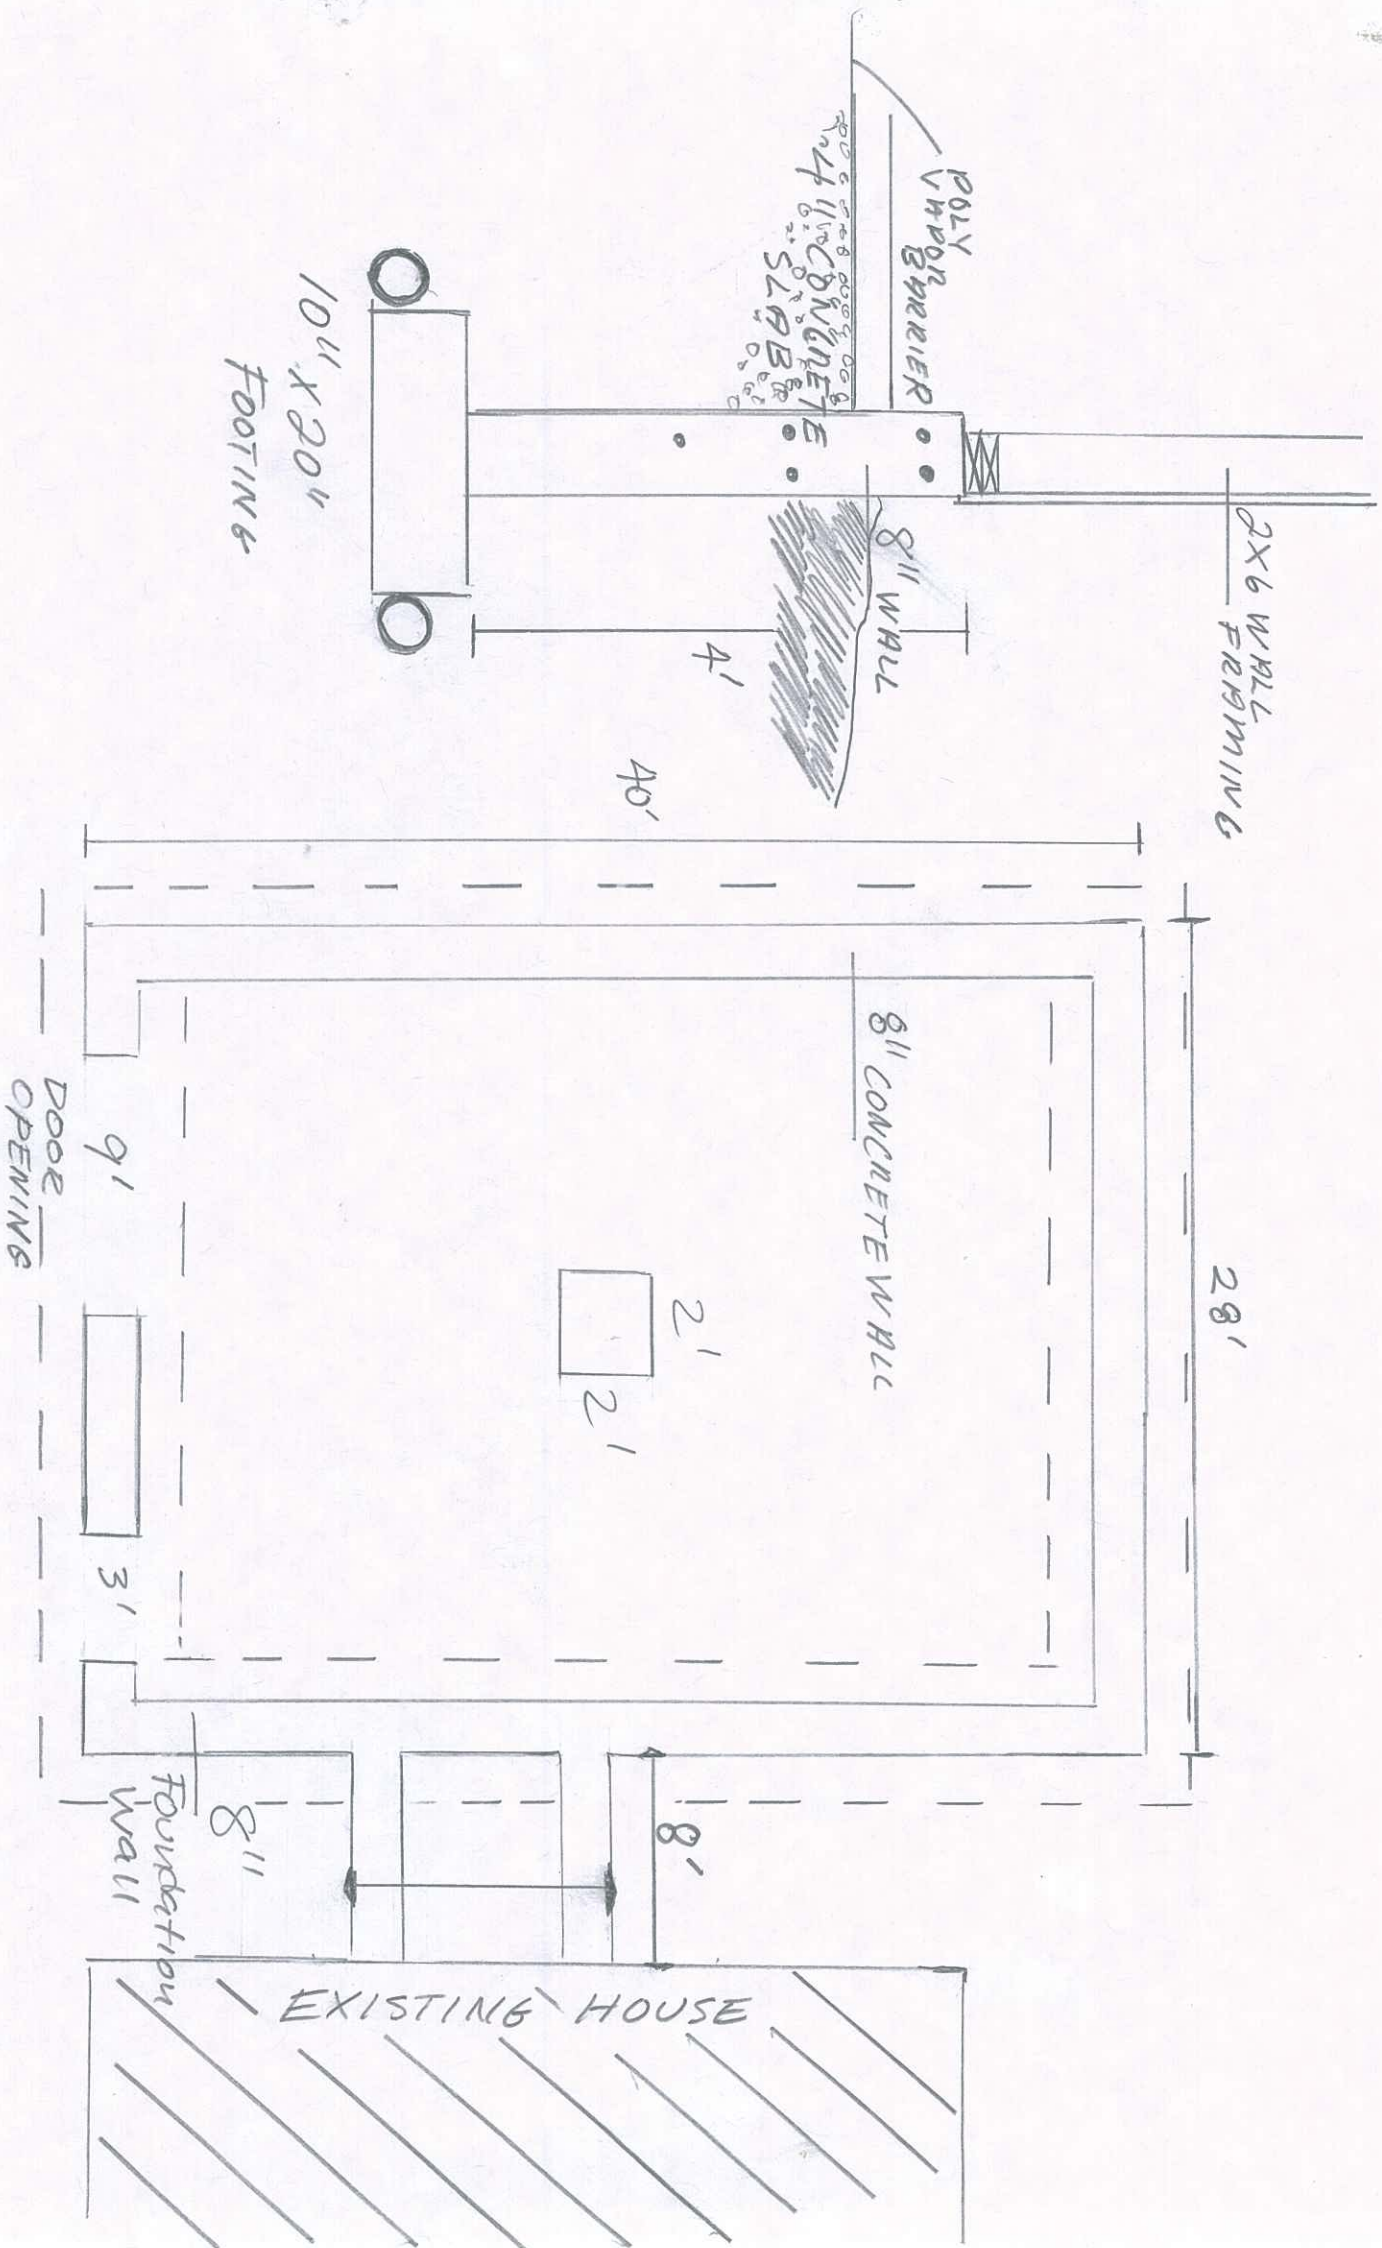 2X6 WALL
FRAMING
POLY
VAPOR
BARRIER
8" WALL
4" CONCRETE
SLAB
4'
10" X 20"
FOOTING
40'
28'
8" CONCRETE WALL
2'
2'
8'
9'
3'
DOOR
OPENING
8"
Foundation
Wall
EXISTING HOUSE